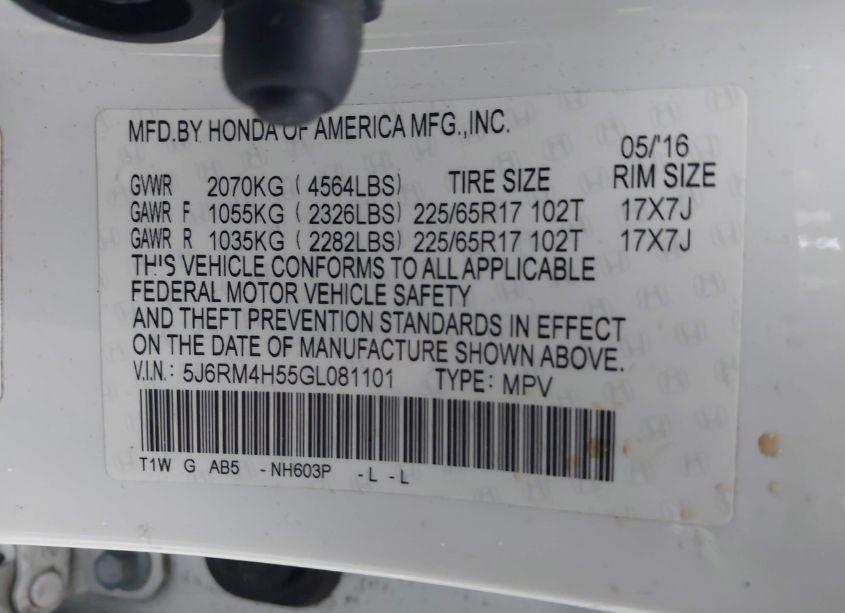 MFD.BY HONDA OF AMERICA MFG.,INC.
05/'16
GVWR 2070KG ( 4564LBS) TIRE SIZE RIM SIZE
GAWR F 1055KG ( 2326LBS) 225/65R17 102T 17X7J
GAWR R 1035KG ( 2282LBS) 225/65R17 102T 17X7J
THIS VEHICLE CONFORMS TO ALL APPLICABLE
FEDERAL MOTOR VEHICLE SAFETY
AND THEFT PREVENTION STANDARDS IN EFFECT
ON THE DATE OF MANUFACTURE SHOWN ABOVE.
V.I.N.: 5J6RM4H55GL081101 TYPE: MPV
T1W G AB5 -NH603P -L -L